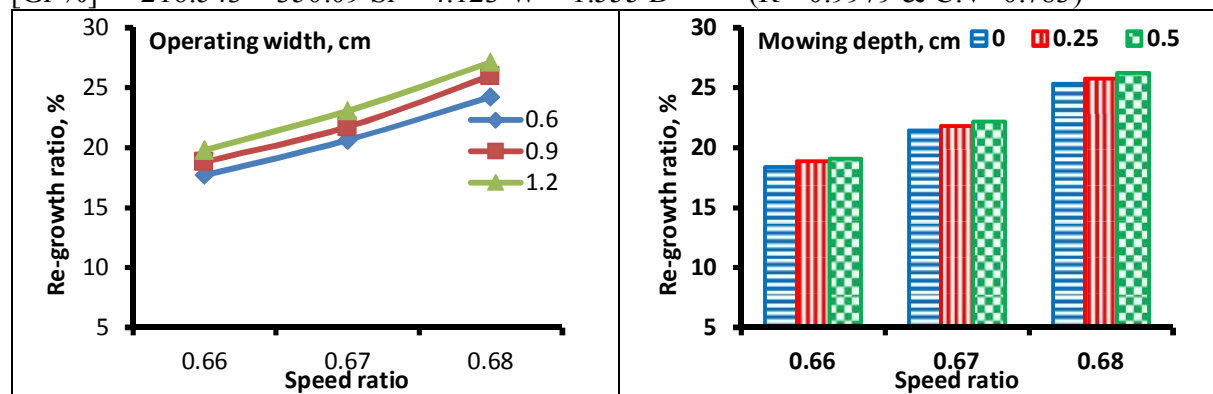 Operating width, cm
Re-growth ratio, %
30
25
20
15
10
5
0.6
0.9
1.2
0.66 0.67 0.68
Speed ratio
Mowing depth, cm 0 0.25 0.5
Re-growth ratio, %
30
25
20
15
10
5
0.66 0.67 0.68
Speed ratio